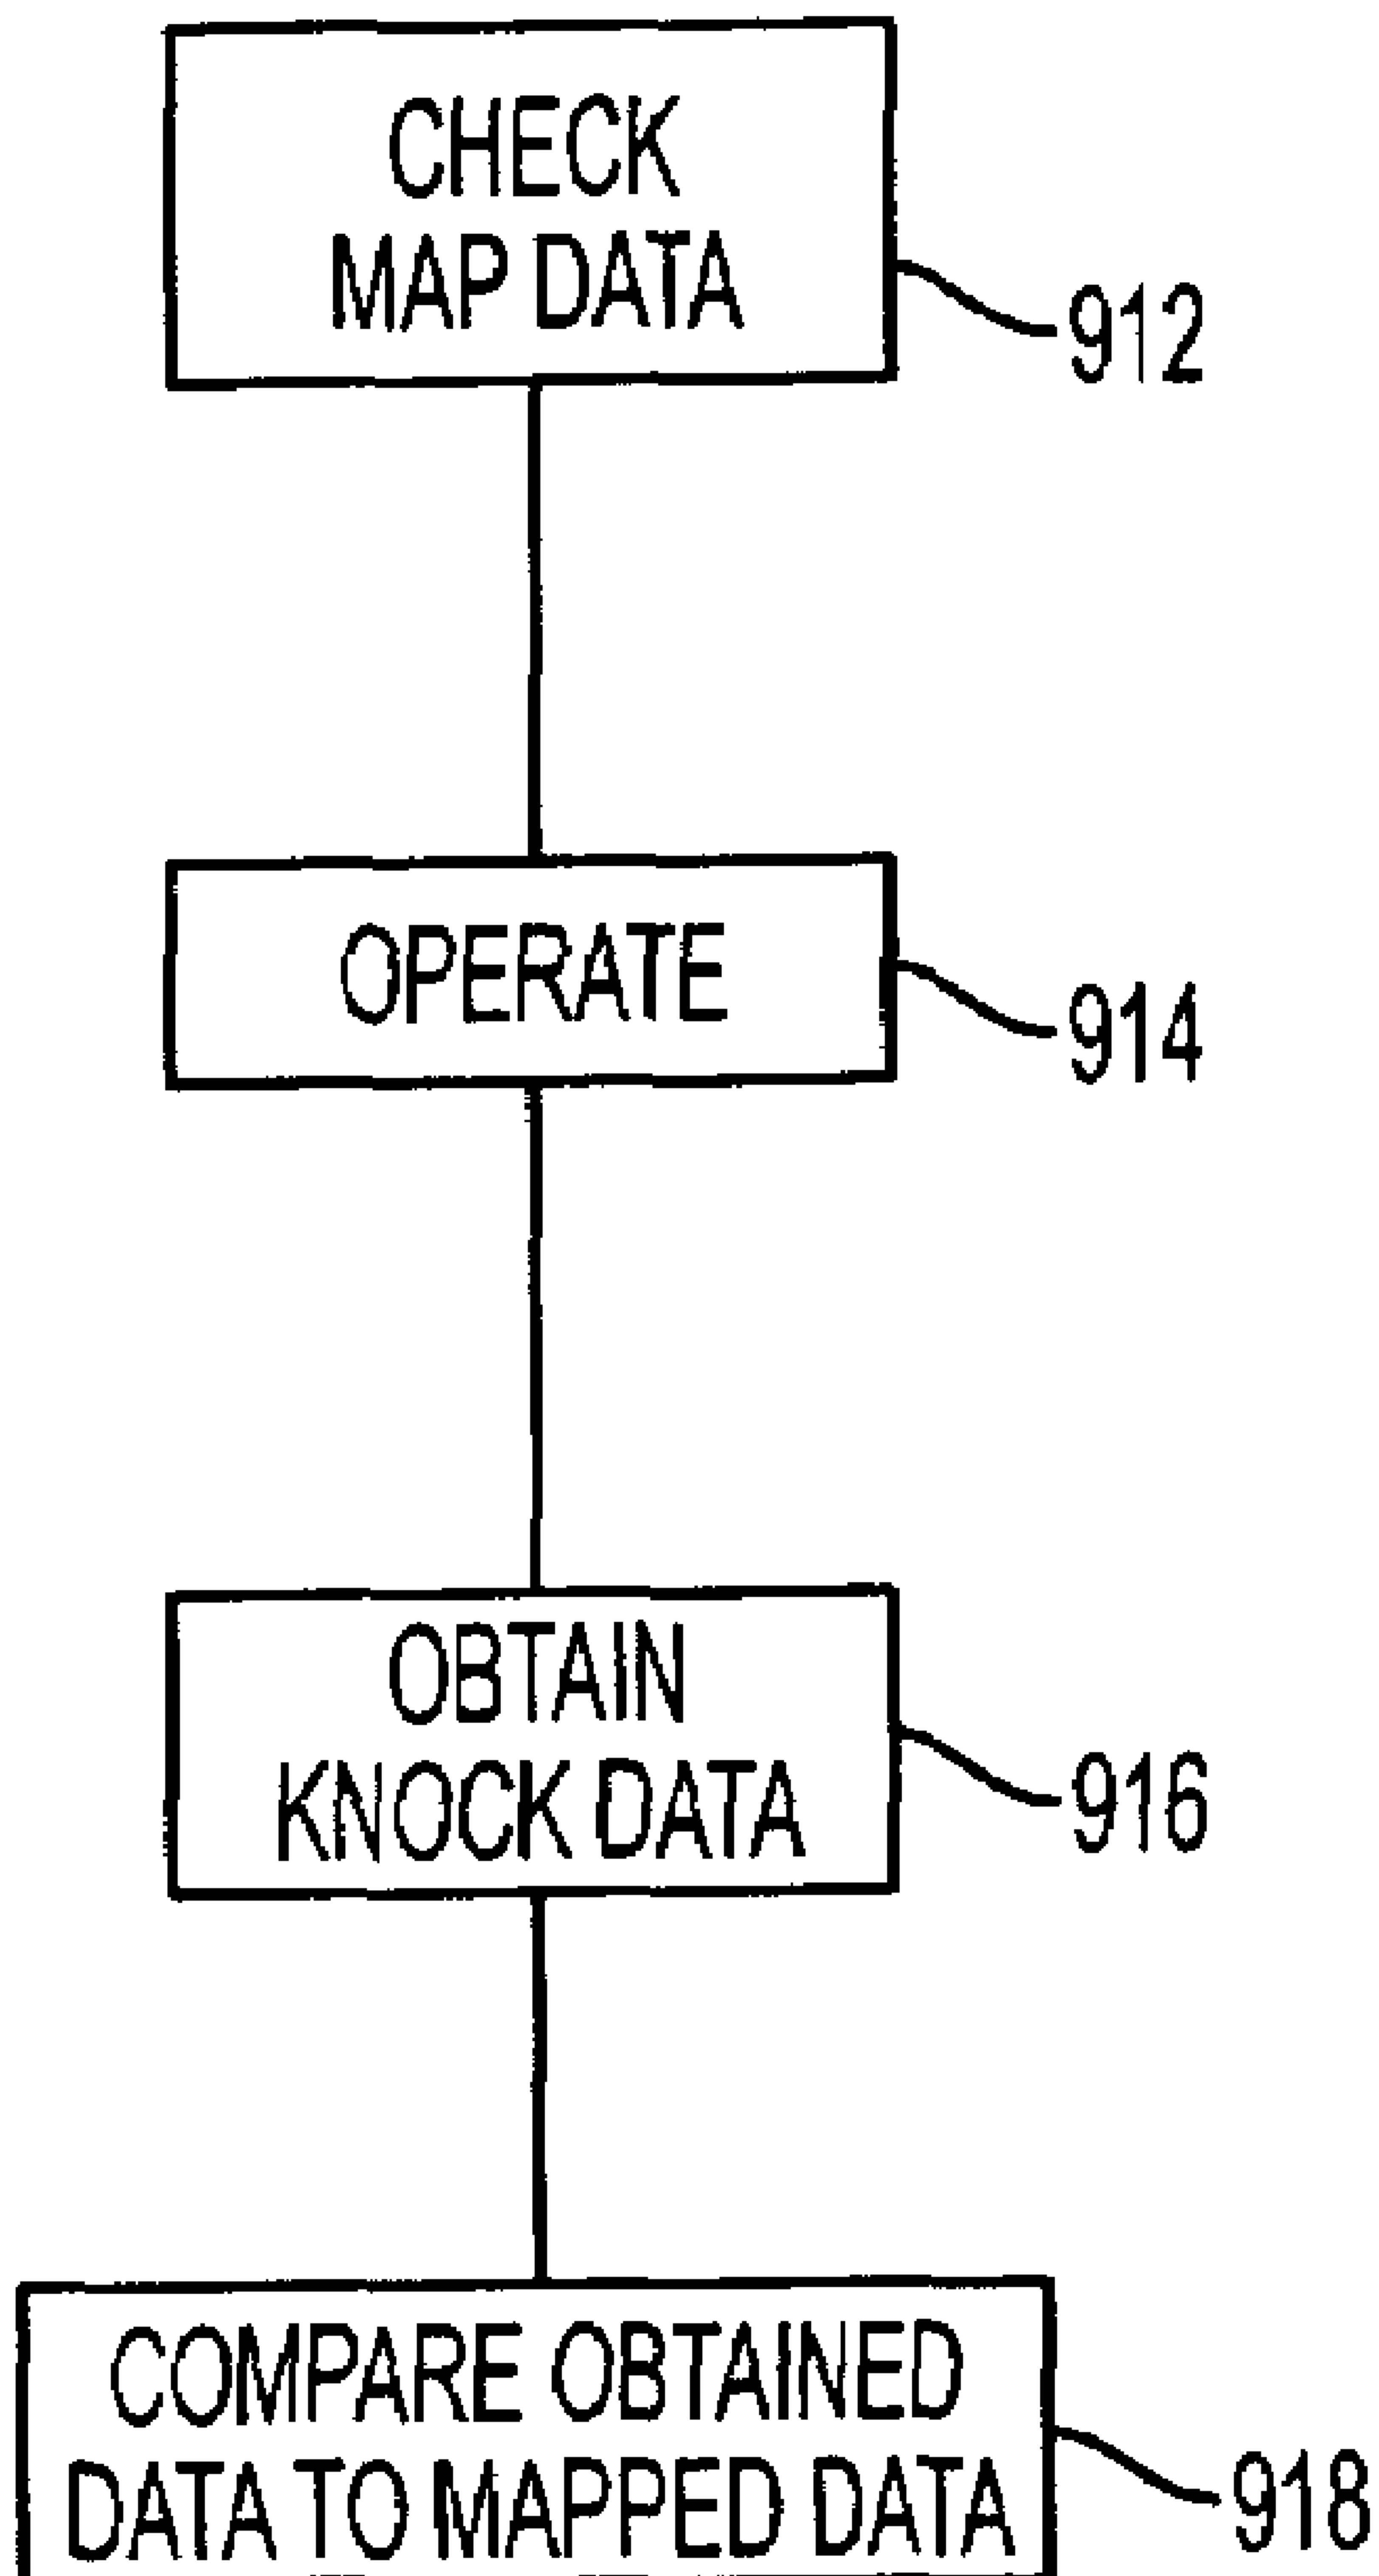 CHECK
MAP DATA
912
OPERATE
914
OBTAIN
KNOCK DATA
916
COMPARE OBTAINED
DATA TO MAPPED DATA
918